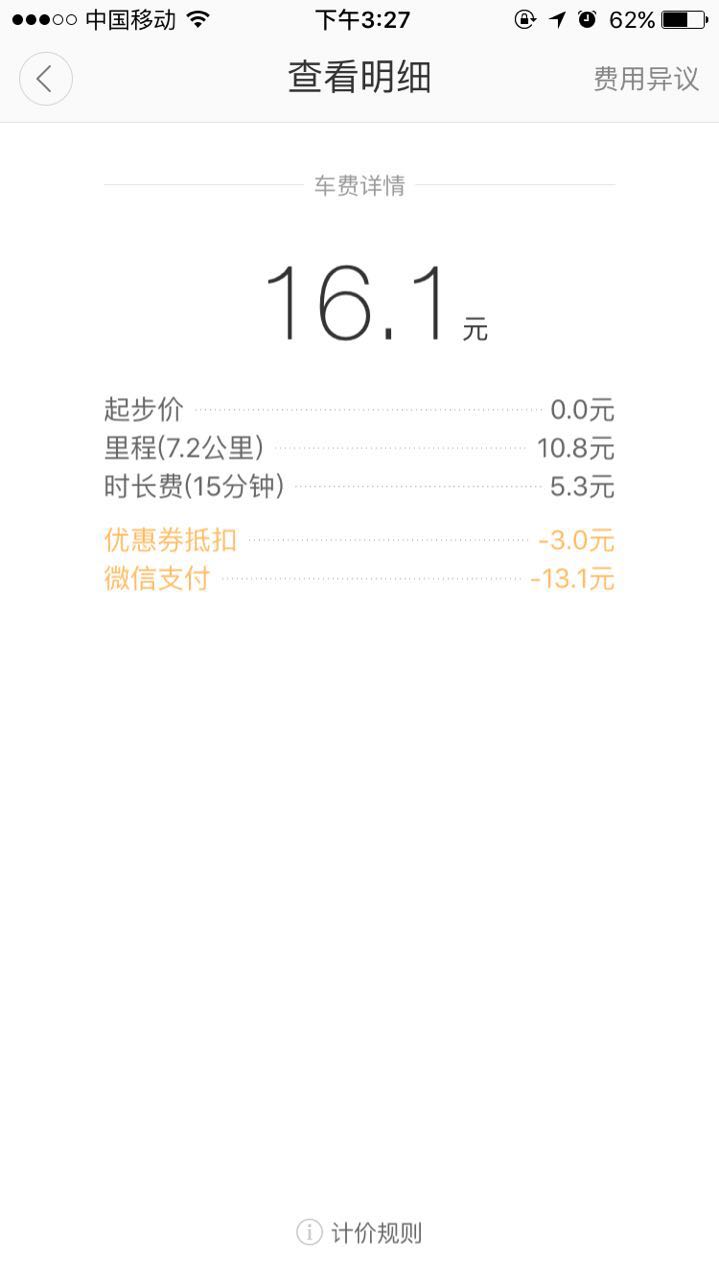 中国移动 下午3:27 62%
查看明细 费用异议
车费详情
16.1元
起步价 0.0元
里程(7.2公里) 10.8元
时长费(15分钟) 5.3元
优惠券抵扣 -3.0元
微信支付 -13.1元
计价规则